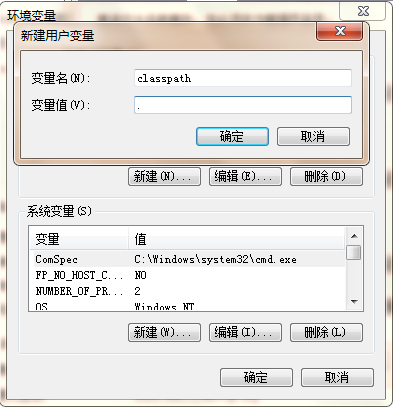 环境变量
新建用户变量
变量名(N):
classpath
变量值(V):
.
确定
取消
新建(N)...
编辑(E)...
删除(D)
系统变量(S)
变量
值
ComSpec
C:\Windows\system32\cmd.exe
FP_NO_HOST_C...
NO
NUMBER_OF_PR...
2
OS
Windows_NT
新建(W)...
编辑(I)...
删除(L)
确定
取消